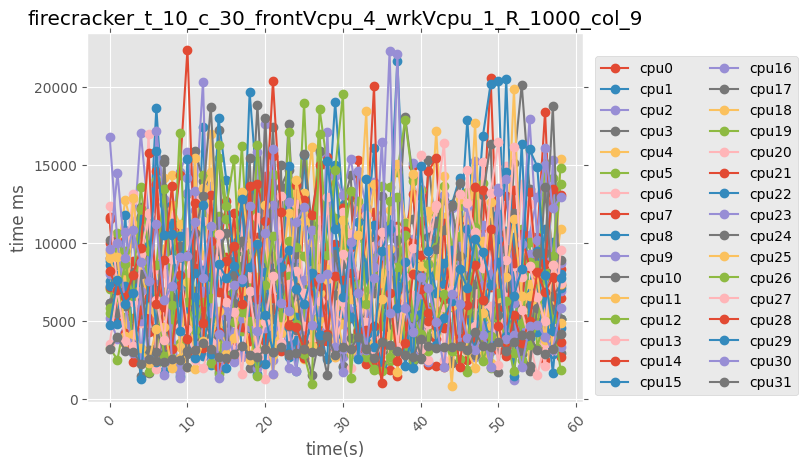 firecracker_t_10_c_30_frontVcpu_4_wrkVcpu_1_R_1000_col_9
time ms
20000
15000
10000
5000
0
0
10
20
30
40
50
60
time(s)
cpu0
cpu1
cpu2
cpu3
cpu4
cpu5
cpu6
cpu7
cpu8
cpu9
cpu10
cpu11
cpu12
cpu13
cpu14
cpu15
cpu16
cpu17
cpu18
cpu19
cpu20
cpu21
cpu22
cpu23
cpu24
cpu25
cpu26
cpu27
cpu28
cpu29
cpu30
cpu31